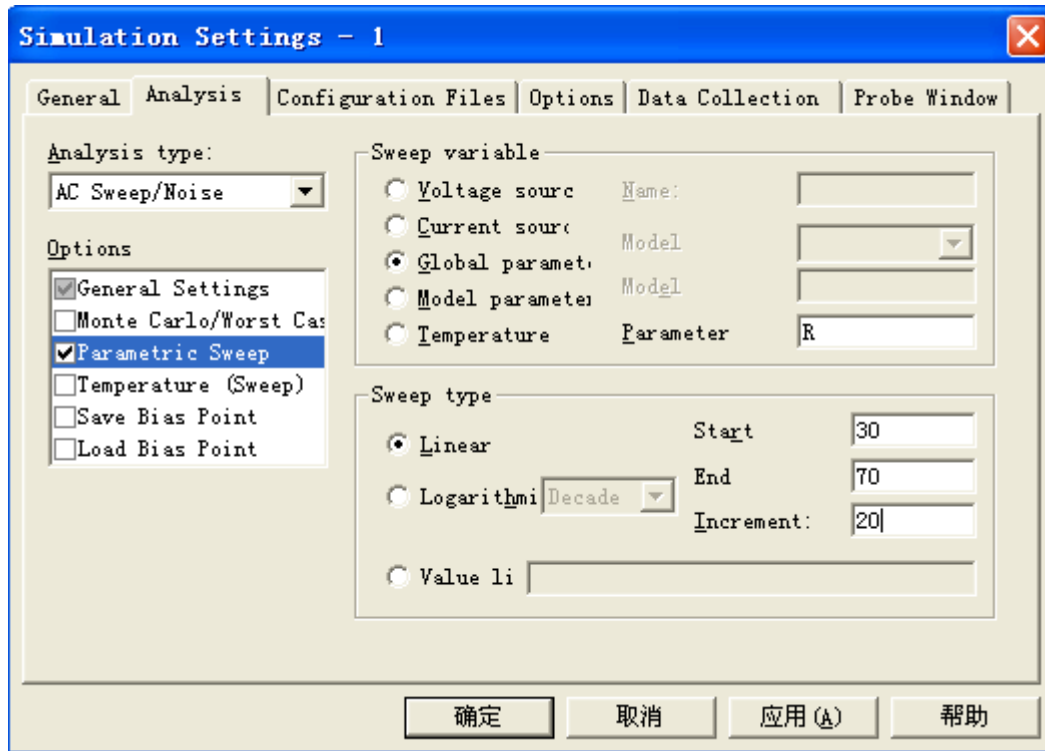 Simulation Settings - 1
General Analysis Configuration Files Options Data Collection Probe Window
Analysis type:
AC Sweep/Noise
Options
General Settings
Monte Carlo/Worst Cas
Parametric Sweep
Temperature (Sweep)
Save Bias Point
Load Bias Point
Sweep variable
Voltage sourc
Current sourc
Global paramet
Model parameter
Temperature
Name:
Model
Model
Parameter R
Sweep type
Linear
Logarithmi Decade
Value li
Start 30
End 70
Increment: 20
确定 取消 应用(A) 帮助